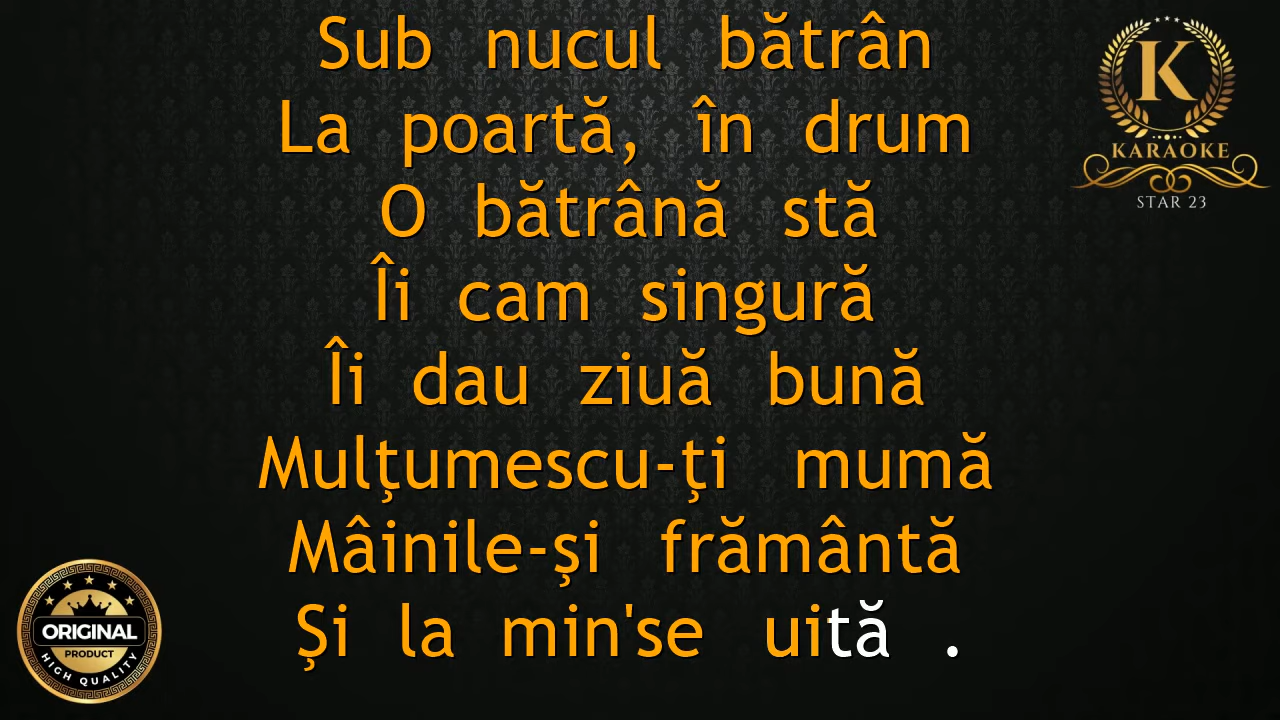 Sub nucul bătrân
La poartă, în drum
O bătrână stă
Îi cam singură
Îi dau ziuă bună
Mulţumescu-ţi mumă
Mâinile-şi frământă
Şi la min'se uită .
K
KARAOKE
STAR 23
ORIGINAL
PRODUCT
HIGH QUALITY